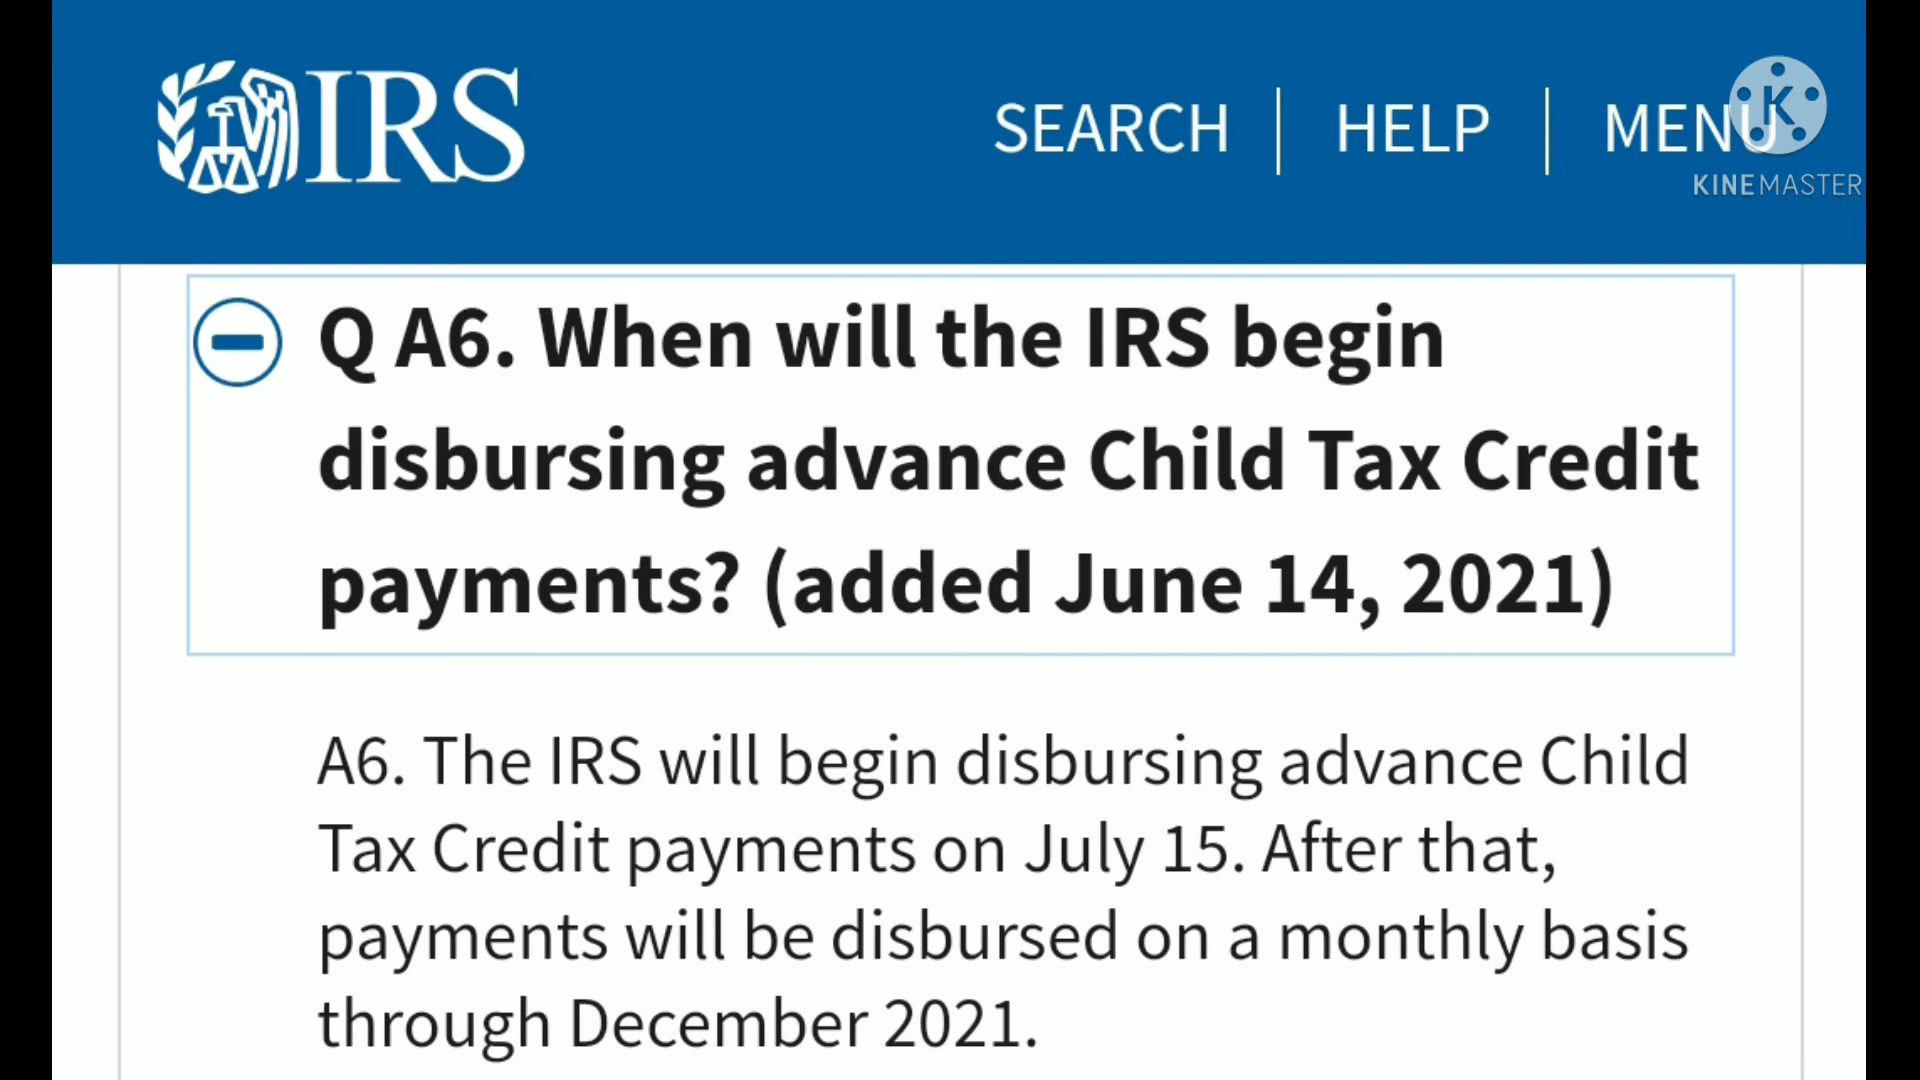 IRS
SEARCH | HELP | MENU
K
KINEMASTER
Q A6. When will the IRS begin
disbursing advance Child Tax Credit
payments? (added June 14, 2021)
A6. The IRS will begin disbursing advance Child
Tax Credit payments on July 15. After that,
payments will be disbursed on a monthly basis
through December 2021.